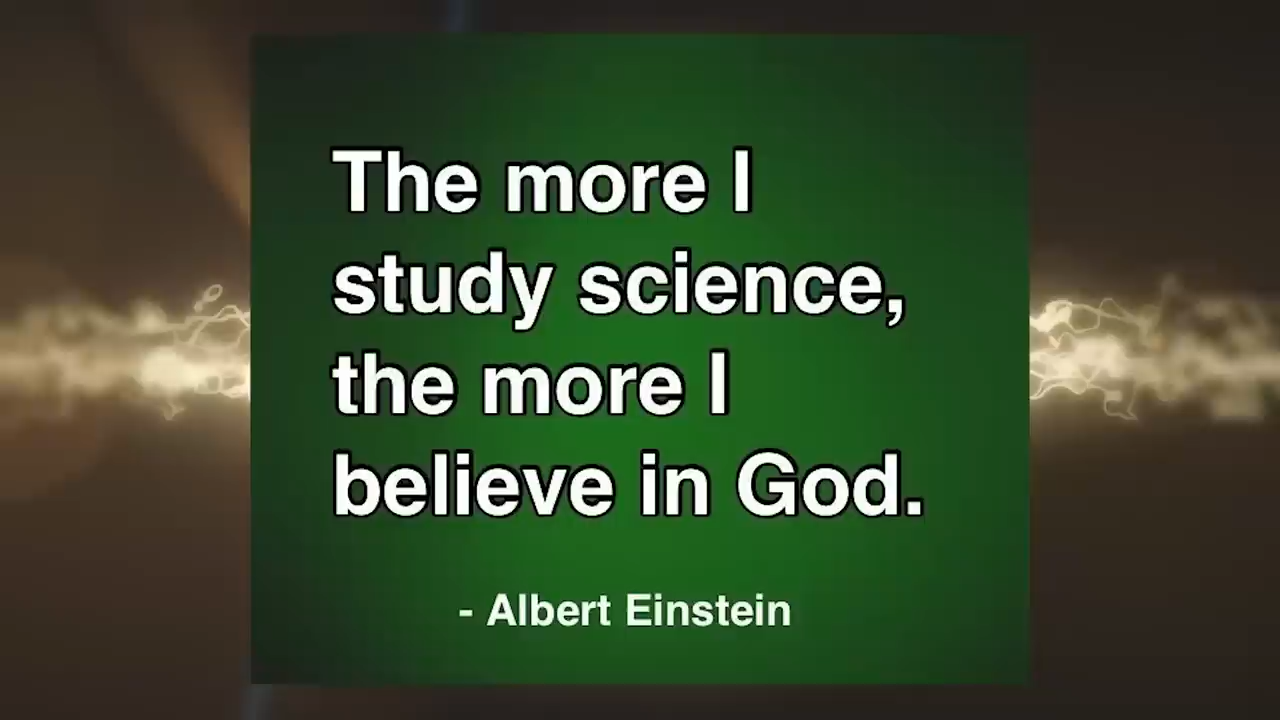 The more I
study science,
the more I
believe in God.
- Albert Einstein